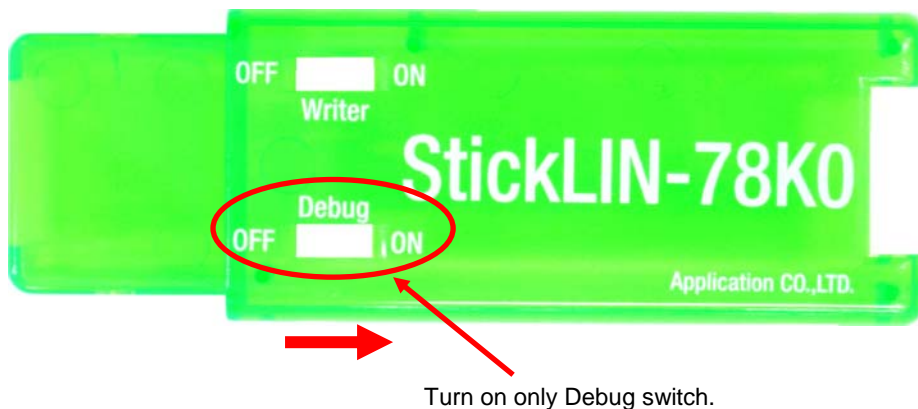 OFF ON
Writer
StickLIN-78K0
Debug
OFF ON
Application CO.,LTD.
Turn on only Debug switch.